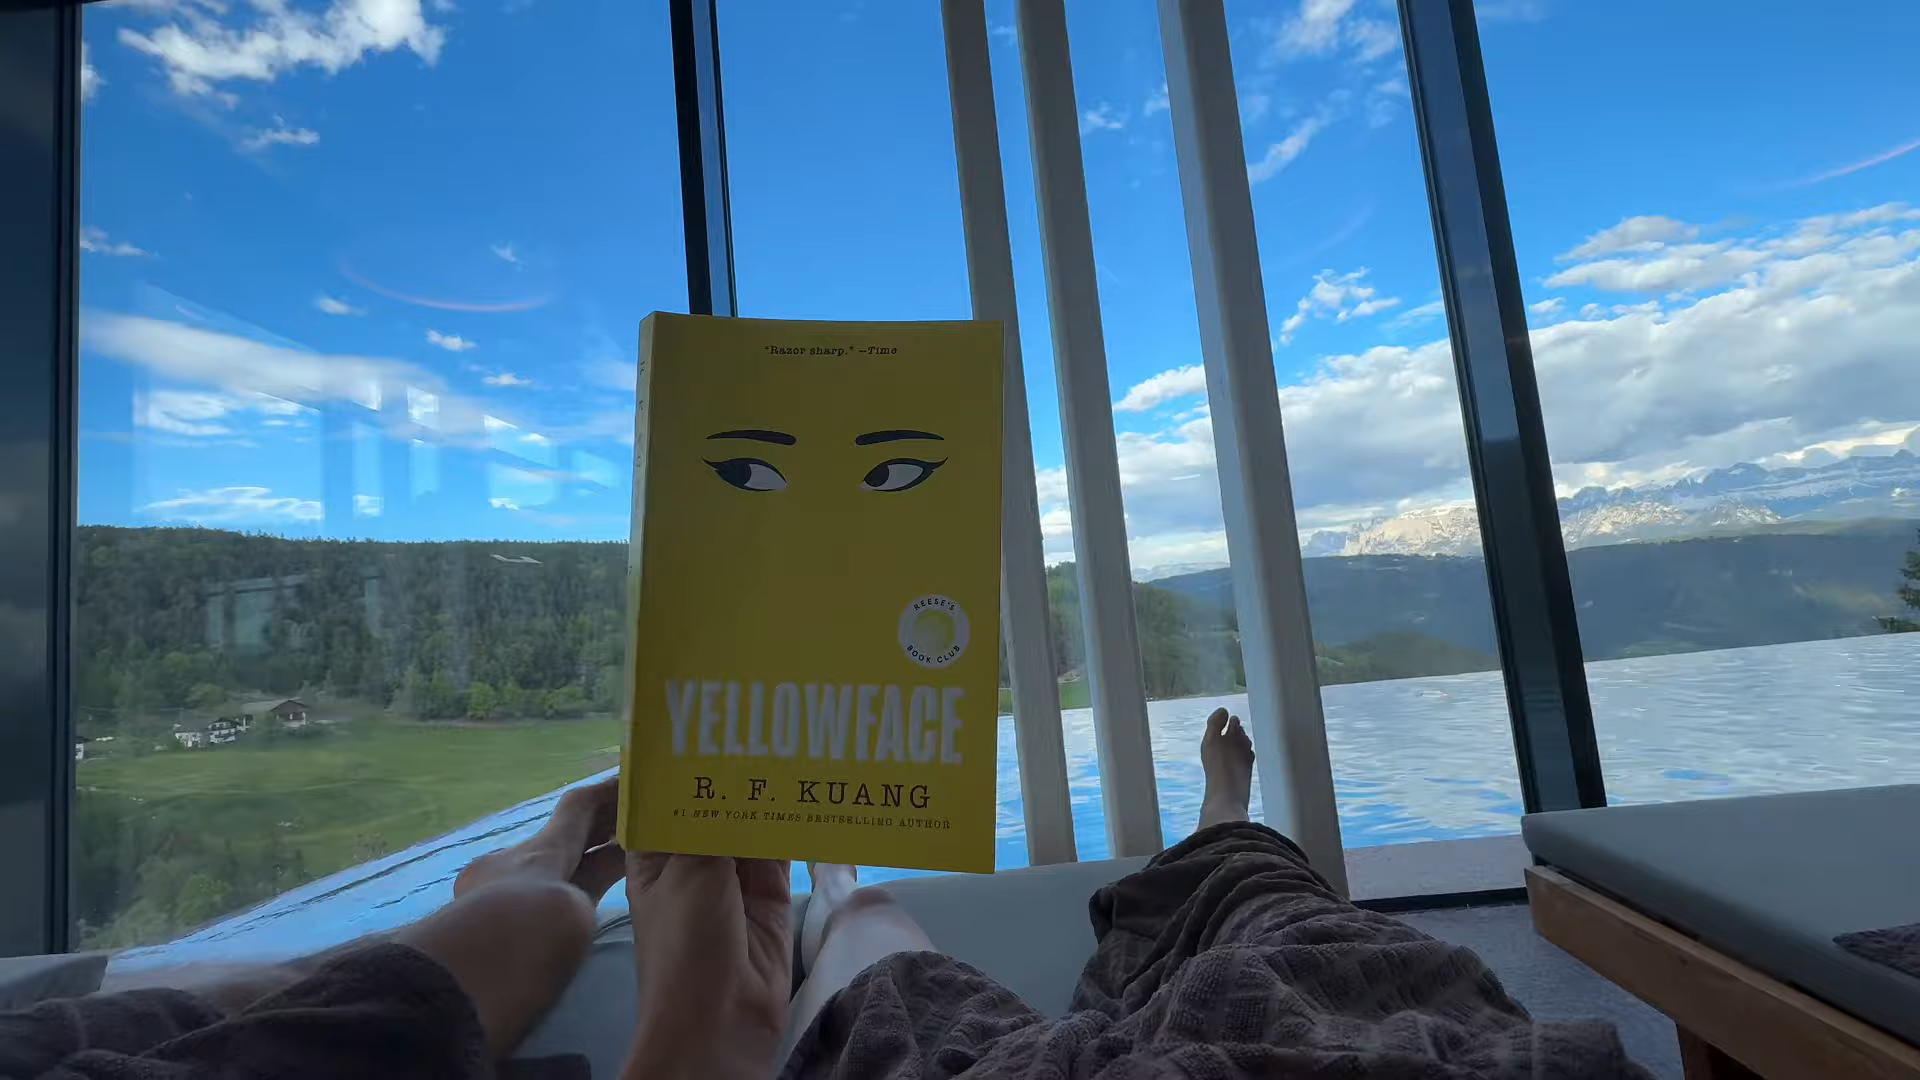 "Razor sharp." —Time
REESE'S
BOOK CLUB
YELLOWFACE
R. F. KUANG
#1 NEW YORK TIMES BESTSELLING AUTHOR